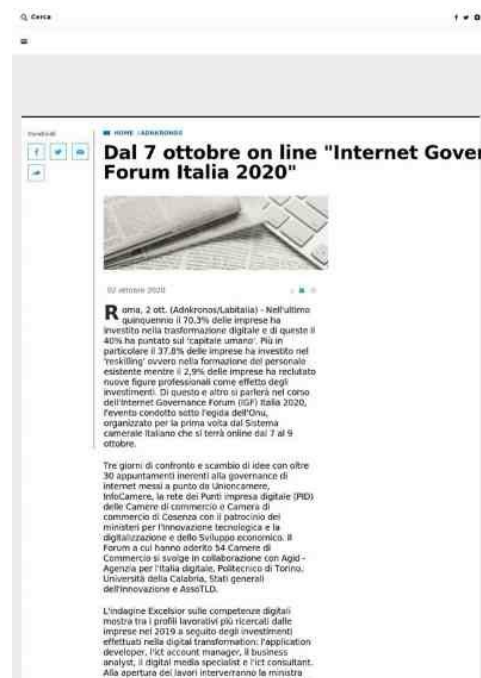 Cerca
Condividi
HOME › ADNKRONOS
Dal 7 ottobre on line "Internet Gover
Forum Italia 2020"
02 ottobre 2020
Roma, 2 ott. (Adnkronos/Labitalia) - Nell'ultimo
quinquennio il 70,3% delle imprese ha
investito nella trasformazione digitale e di queste il
40% ha puntato sul 'capitale umano'. Più in
particolare il 37,8% delle imprese ha investito nel
'reskilling' ovvero nella formazione del personale
esistente mentre il 2,9% delle imprese ha reclutato
nuove figure professionali come effetto degli
investimenti. Di questo e altro si parlerà nel corso
dell'Internet Governance Forum (IGF) Italia 2020,
l'evento condotto sotto l'egida dell'Onu,
organizzato per la prima volta dal Sistema
camerale italiano che si terrà online dal 7 al 9
ottobre.
Tre giorni di confronto e scambio di idee con oltre
30 appuntamenti inerenti alla governance di
internet messi a punto da Unioncamere,
InfoCamere, la rete dei Punti impresa digitale (PID)
delle Camere di commercio e Camera di
commercio di Cosenza con il patrocinio dei
ministeri per l'Innovazione tecnologica e la
digitalizzazione e dello Sviluppo economico. Il
Forum a cui hanno aderito 54 Camere di
Commercio si svolge in collaborazione con Agid -
Agenzia per l'Italia digitale, Politecnico di Torino,
Università della Calabria, Stati generali
dell'innovazione e AssoTLD.
L'indagine Excelsior sulle competenze digitali
mostra tra i profili lavorativi più ricercati dalle
imprese nel 2019 a seguito degli investimenti
effettuati nella digital transformation: l'application
developer, l'ict account manager, il business
analyst, il digital media specialist e l'ict consultant.
Alla apertura dei lavori interverranno la ministra